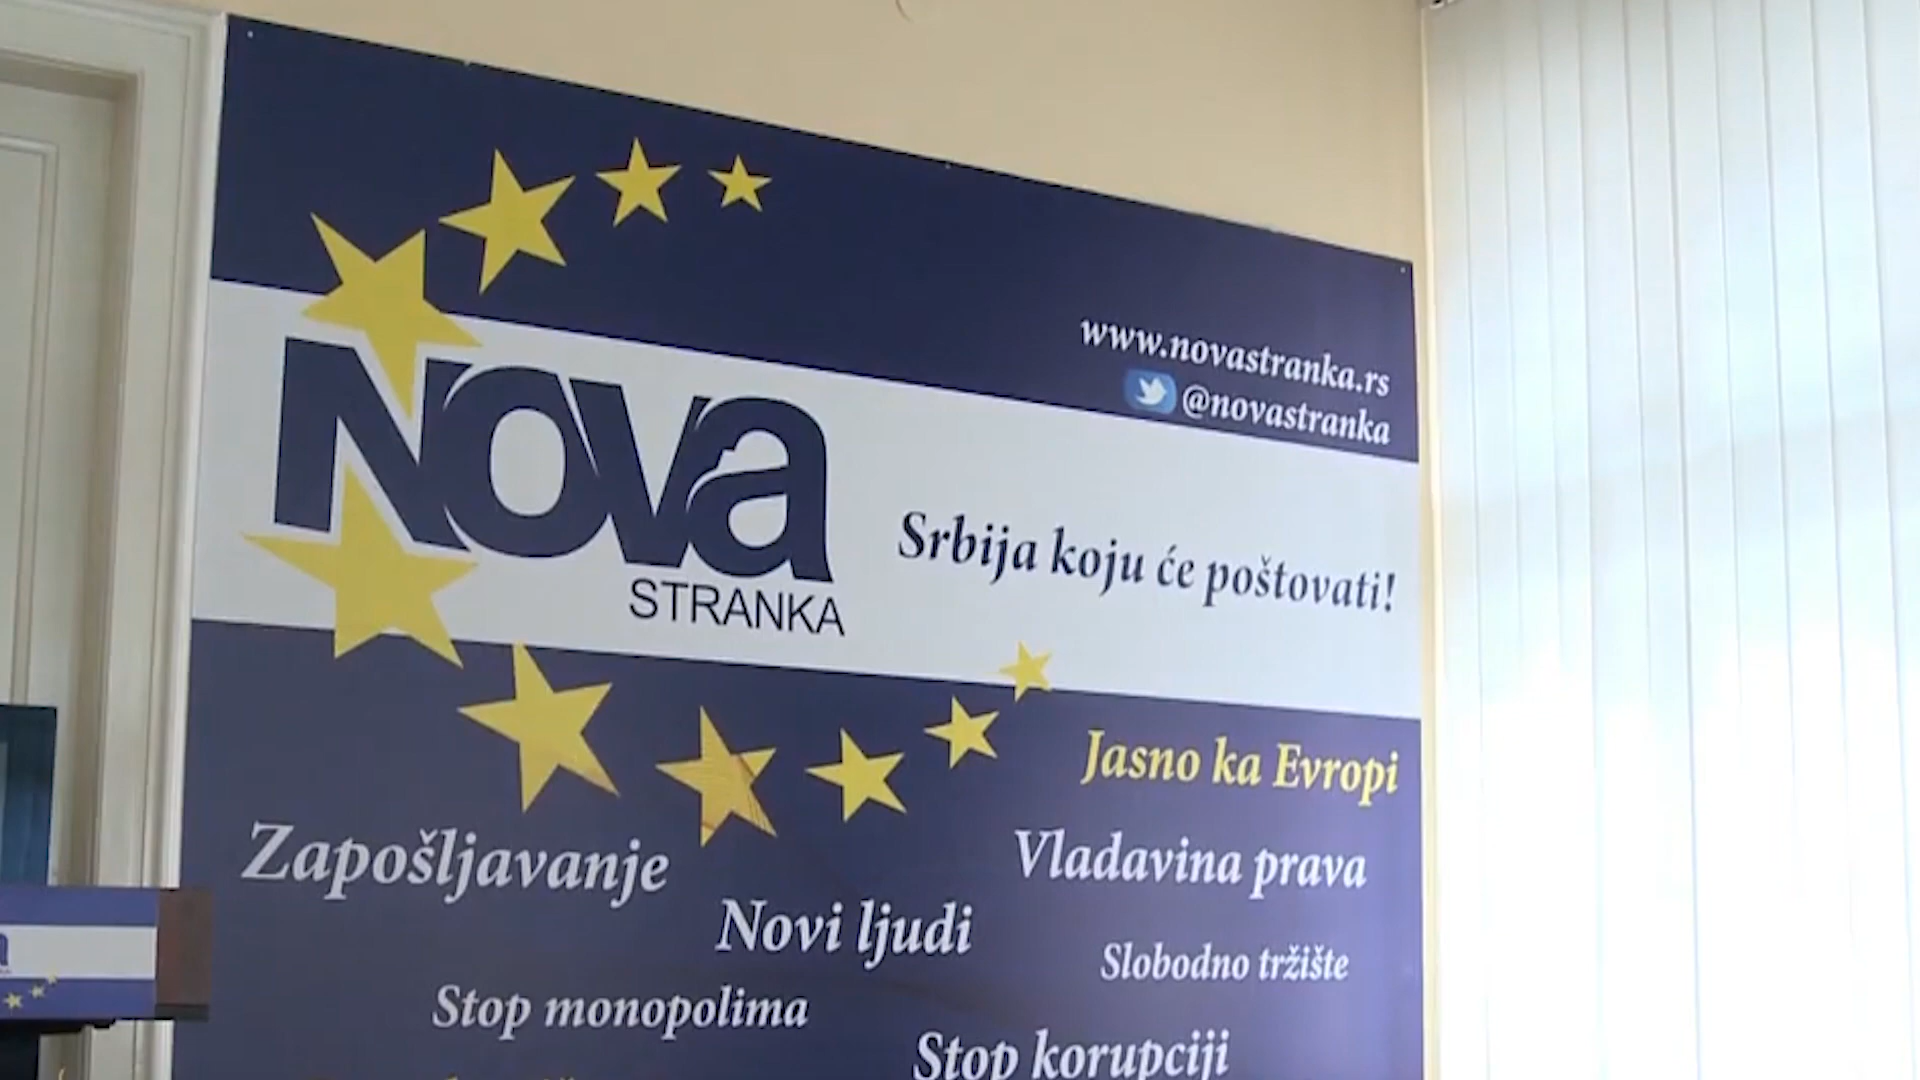 www.novastranka.rs
@novastranka
NOVA
STRANKA
Srbija koju će poštovati!
Jasno ka Evropi
Zapošljavanje
Vladavina prava
Novi ljudi
Slobodno tržište
Stop monopolima
Stop korupciji